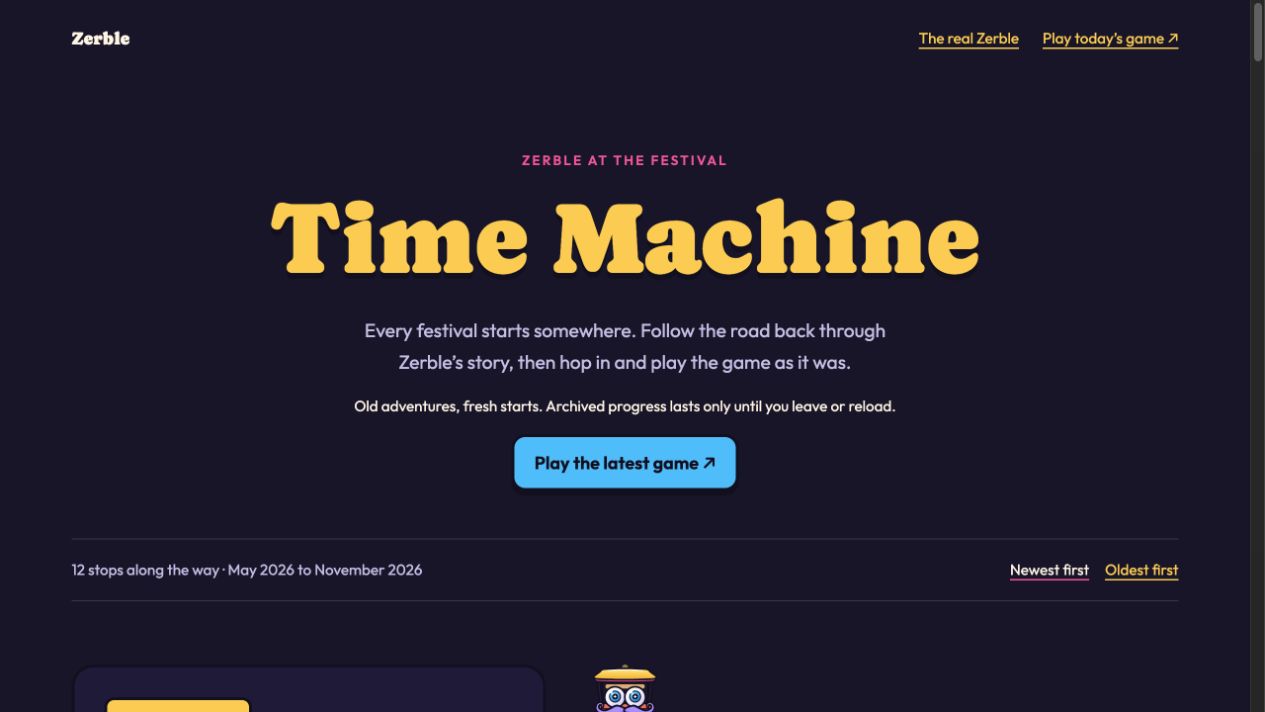 Zerble
The real Zerble
Play today's game ↗
ZERBLE AT THE FESTIVAL
Time Machine
Every festival starts somewhere. Follow the road back through
Zerble's story, then hop in and play the game as it was.
Old adventures, fresh starts. Archived progress lasts only until you leave or reload.
Play the latest game ↗
12 stops along the way · May 2026 to November 2026
Newest first
Oldest first